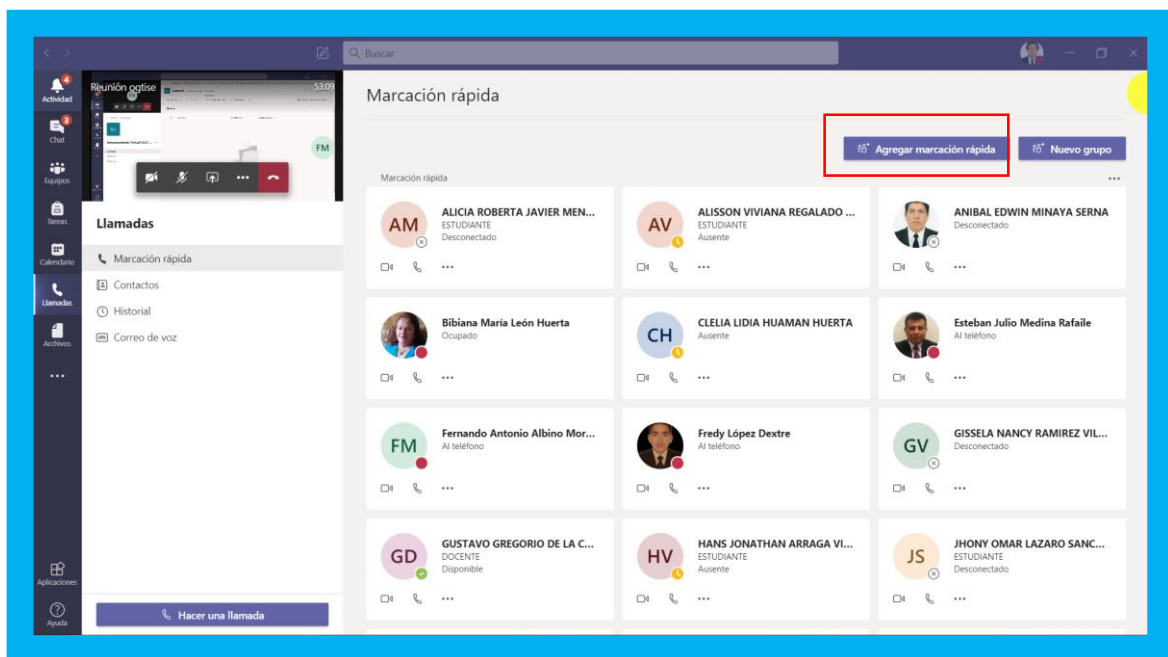 Buscar
4
Actividad
3
Chat
Equipos
Tareas
Calendario
Llamadas
Archivos
Aplicaciones
Ayuda
Reunión ogtise
53:09
FM
Llamadas
Marcación rápida
Contactos
Historial
Correo de voz
Hacer una llamada
Marcación rápida
Agregar marcación rápida
Nuevo grupo
Marcación rápida
AM
ALICIA ROBERTA JAVIER MEN...
ESTUDIANTE
Desconectado
AV
ALISSON VIVIANA REGALADO ...
ESTUDIANTE
Ausente
ANIBAL EDWIN MINAYA SERNA
Desconectado
Bibiana María León Huerta
Ocupado
CH
CLELIA LIDIA HUAMAN HUERTA
Ausente
Esteban Julio Medina Rafaile
Al teléfono
FM
Fernando Antonio Albino Mor...
Al teléfono
Fredy López Dextre
Al teléfono
GV
GISSELA NANCY RAMIREZ VIL...
Desconectado
GD
GUSTAVO GREGORIO DE LA C...
DOCENTE
Disponible
HV
HANS JONATHAN ARRAGA VI...
ESTUDIANTE
Ausente
JS
JHONY OMAR LAZARO SANC...
ESTUDIANTE
Desconectado